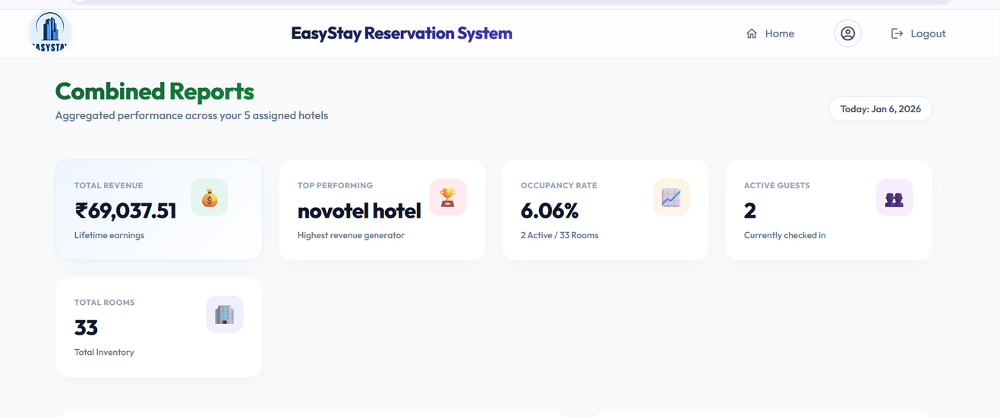 EasyStay Reservation System
Home
Logout
Combined Reports
Aggregated performance across your 5 assigned hotels
Today: Jan 6, 2026
TOTAL REVENUE
₹69,037.51
Lifetime earnings
TOP PERFORMING
novotel hotel
Highest revenue generator
OCCUPANCY RATE
6.06%
2 Active / 33 Rooms
ACTIVE GUESTS
2
Currently checked in
TOTAL ROOMS
33
Total Inventory